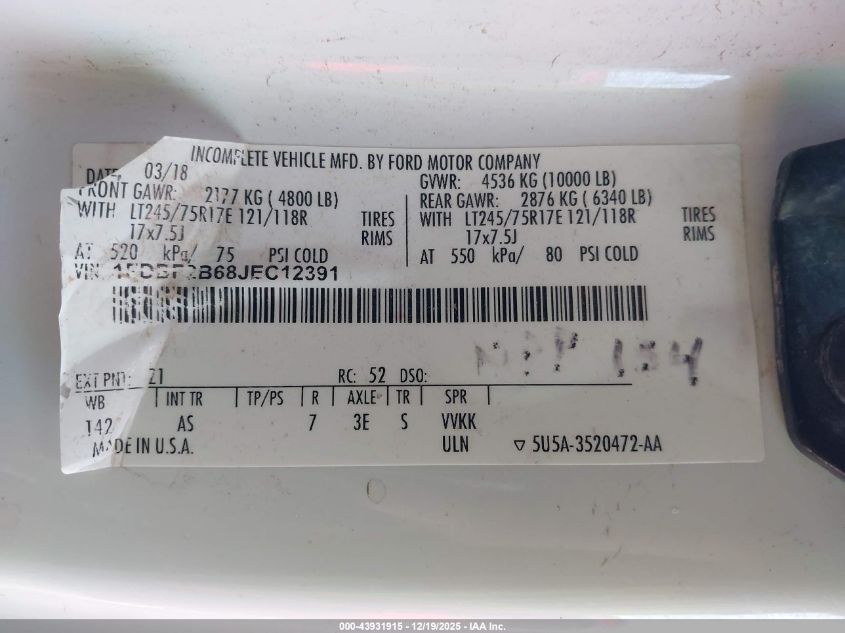 INCOMPLETE VEHICLE MFD. BY FORD MOTOR COMPANY
DATE: 03/18 GVWR: 4536 KG (10000 LB)
FRONT GAWR: 2177 KG ( 4800 LB) REAR GAWR: 2876 KG ( 6340 LB)
WITH LT245/75R17E 121/118R TIRES WITH LT245/75R17E 121/118R TIRES
17x7.5J RIMS 17x7.5J RIMS
AT 520 kPa/ 75 PSI COLD AT 550 kPa/ 80 PSI COLD
VIN: 1FDBF2B68JEC12391
EXT PNT: Z1 RC: 52 DSO:
WB INT TR TP/PS R AXLE TR SPR
142 AS 7 3E S VVKK
MADE IN U.S.A. ULN ▽ 5U5A-3520472-AA
000-43931915 - 12/19/2025 - IAA Inc.